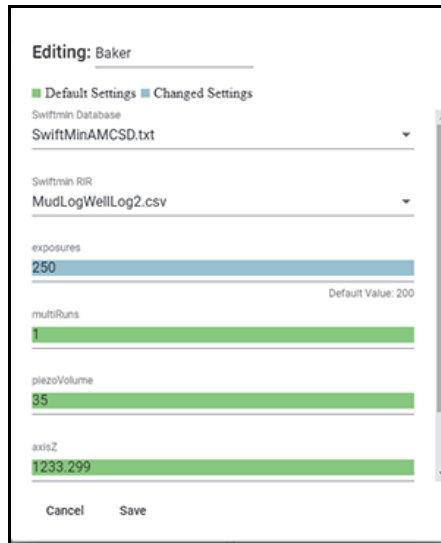 Editing: Baker
Default Settings Changed Settings
Swiftmin Database
SwiftMinAMCSD.txt
Swiftmin RIR
MudLogWellLog2.csv
exposures
250
Default Value: 200
multiRuns
1
piezoVolume
35
axisZ
1233.299
Cancel Save